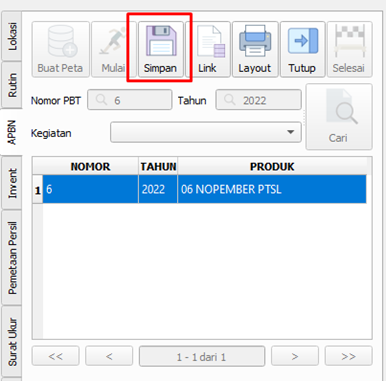 Lokasi
Rutin
APBN
Invent
Pemetaan Persil
Surat Ukur
Buat Peta Mulai Simpan Link Layout Tutup Selesai
Nomor PBT 6 Tahun 2022
Kegiatan
Cari
NOMOR TAHUN PRODUK
1 6 2022 06 NOPEMBER PTSL
<< < 1 - 1 dari 1 > >>